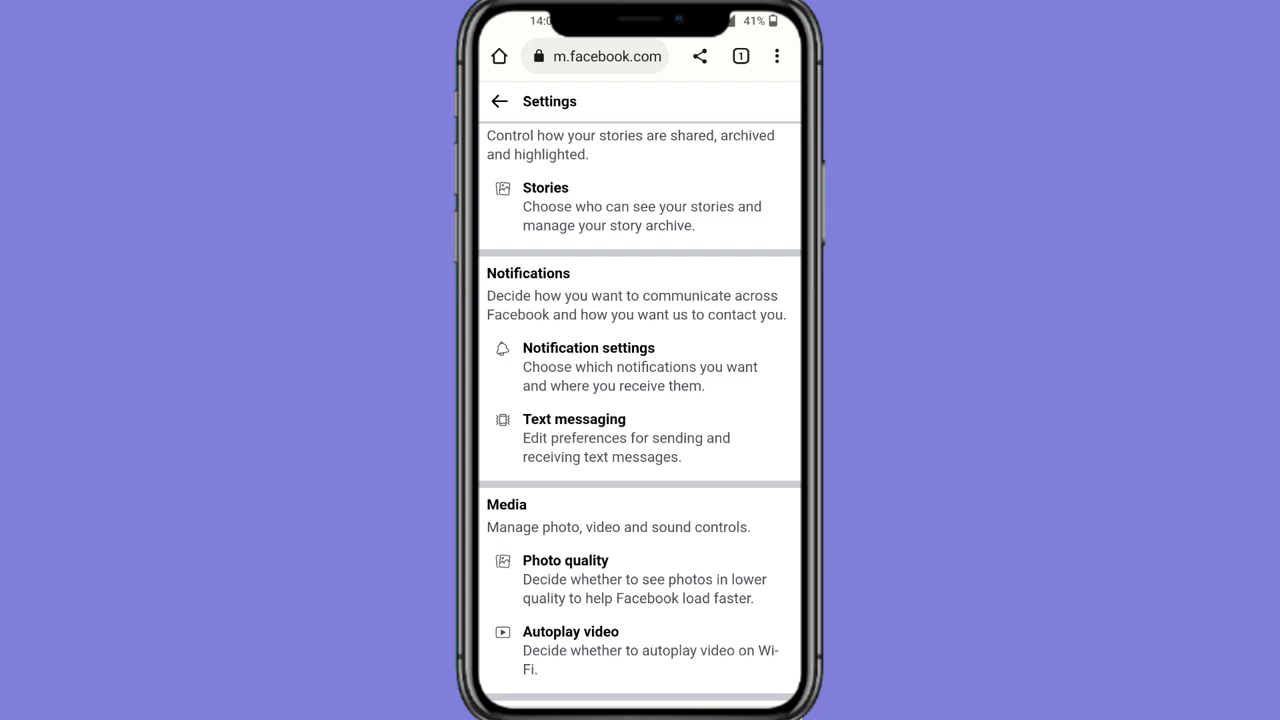 14:0
41%
m.facebook.com
1
Settings
Control how your stories are shared, archived
and highlighted.
Stories
Choose who can see your stories and
manage your story archive.
Notifications
Decide how you want to communicate across
Facebook and how you want us to contact you.
Notification settings
Choose which notifications you want
and where you receive them.
Text messaging
Edit preferences for sending and
receiving text messages.
Media
Manage photo, video and sound controls.
Photo quality
Decide whether to see photos in lower
quality to help Facebook load faster.
Autoplay video
Decide whether to autoplay video on Wi-
Fi.